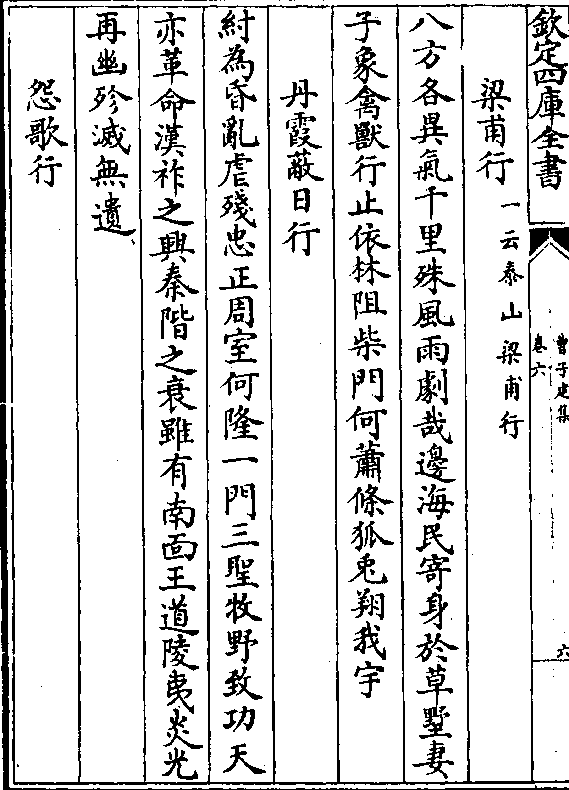 欽定四庫全書
曹子建集
卷六
六
梁甫行一云泰山梁甫行
八方各異氣千里殊風雨劇哉邊海民寄身於草墅妻
子象禽獸行止依林阻柴門何蕭條狐兎翔我宇
丹霞蔽日行
紂為昏亂虐殘忠正周室何隆一門三聖牧野致功天
亦革命漢祚之興秦階之衰雖有南面王道陵夷炎光
再幽殄滅無遺
怨歌行